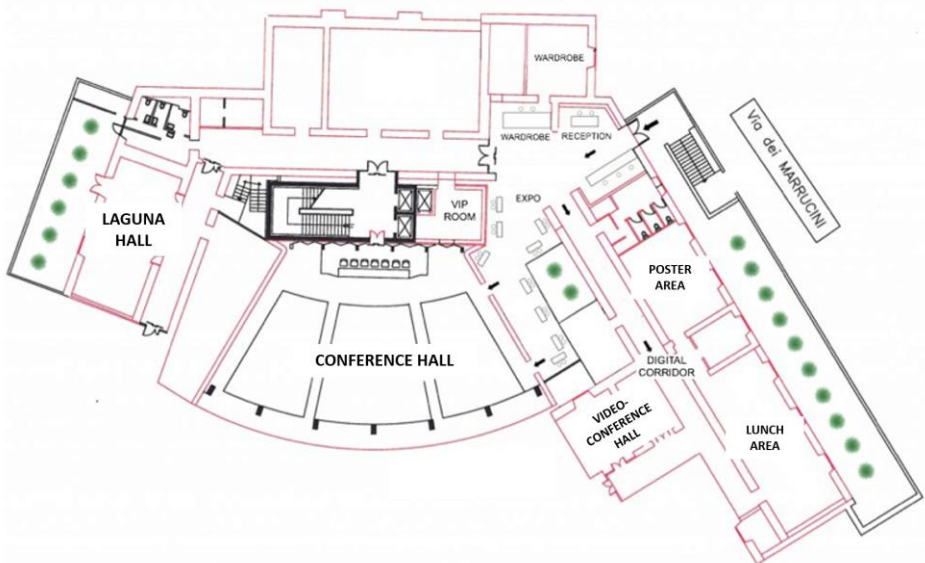 WARDROBE
WARDROBE
RECEPTION
Via dei MARRUCINI
VIP
ROOM
EXPO
LAGUNA
HALL
POSTER
AREA
CONFERENCE HALL
DIGITAL
CORRIDOR
VIDEO-
CONFERENCE
HALL
LUNCH
AREA